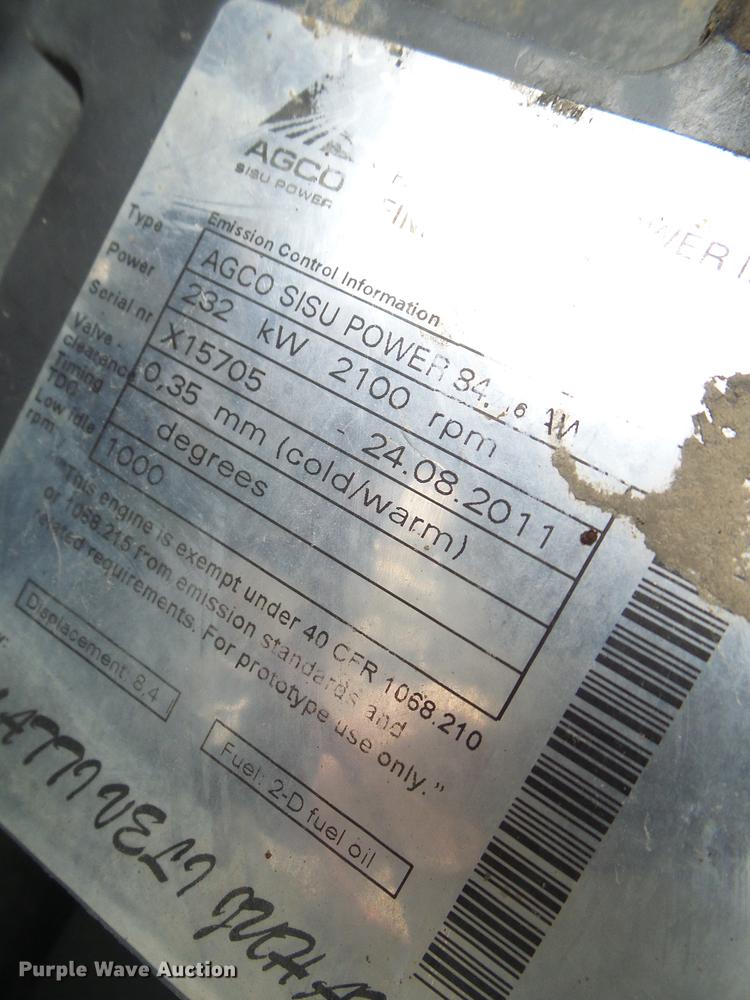 AGCO
SISU POWER
Emission Control Information
Type AGCO SISU POWER
Power 232 kW 2100 rpm
Serial nr X15705 - 24.08.2011
Valve - clearance 0,35 mm (cold/warm)
Timing TDC degrees
Low idle rpm 1000
"This engine is exempt under 40 CFR 1068.210
or 1068.215 from emission standards and
related requirements. For prototype use only."
Displacement: 8.4 l
Fuel: 2-D fuel oil
Purple Wave Auction